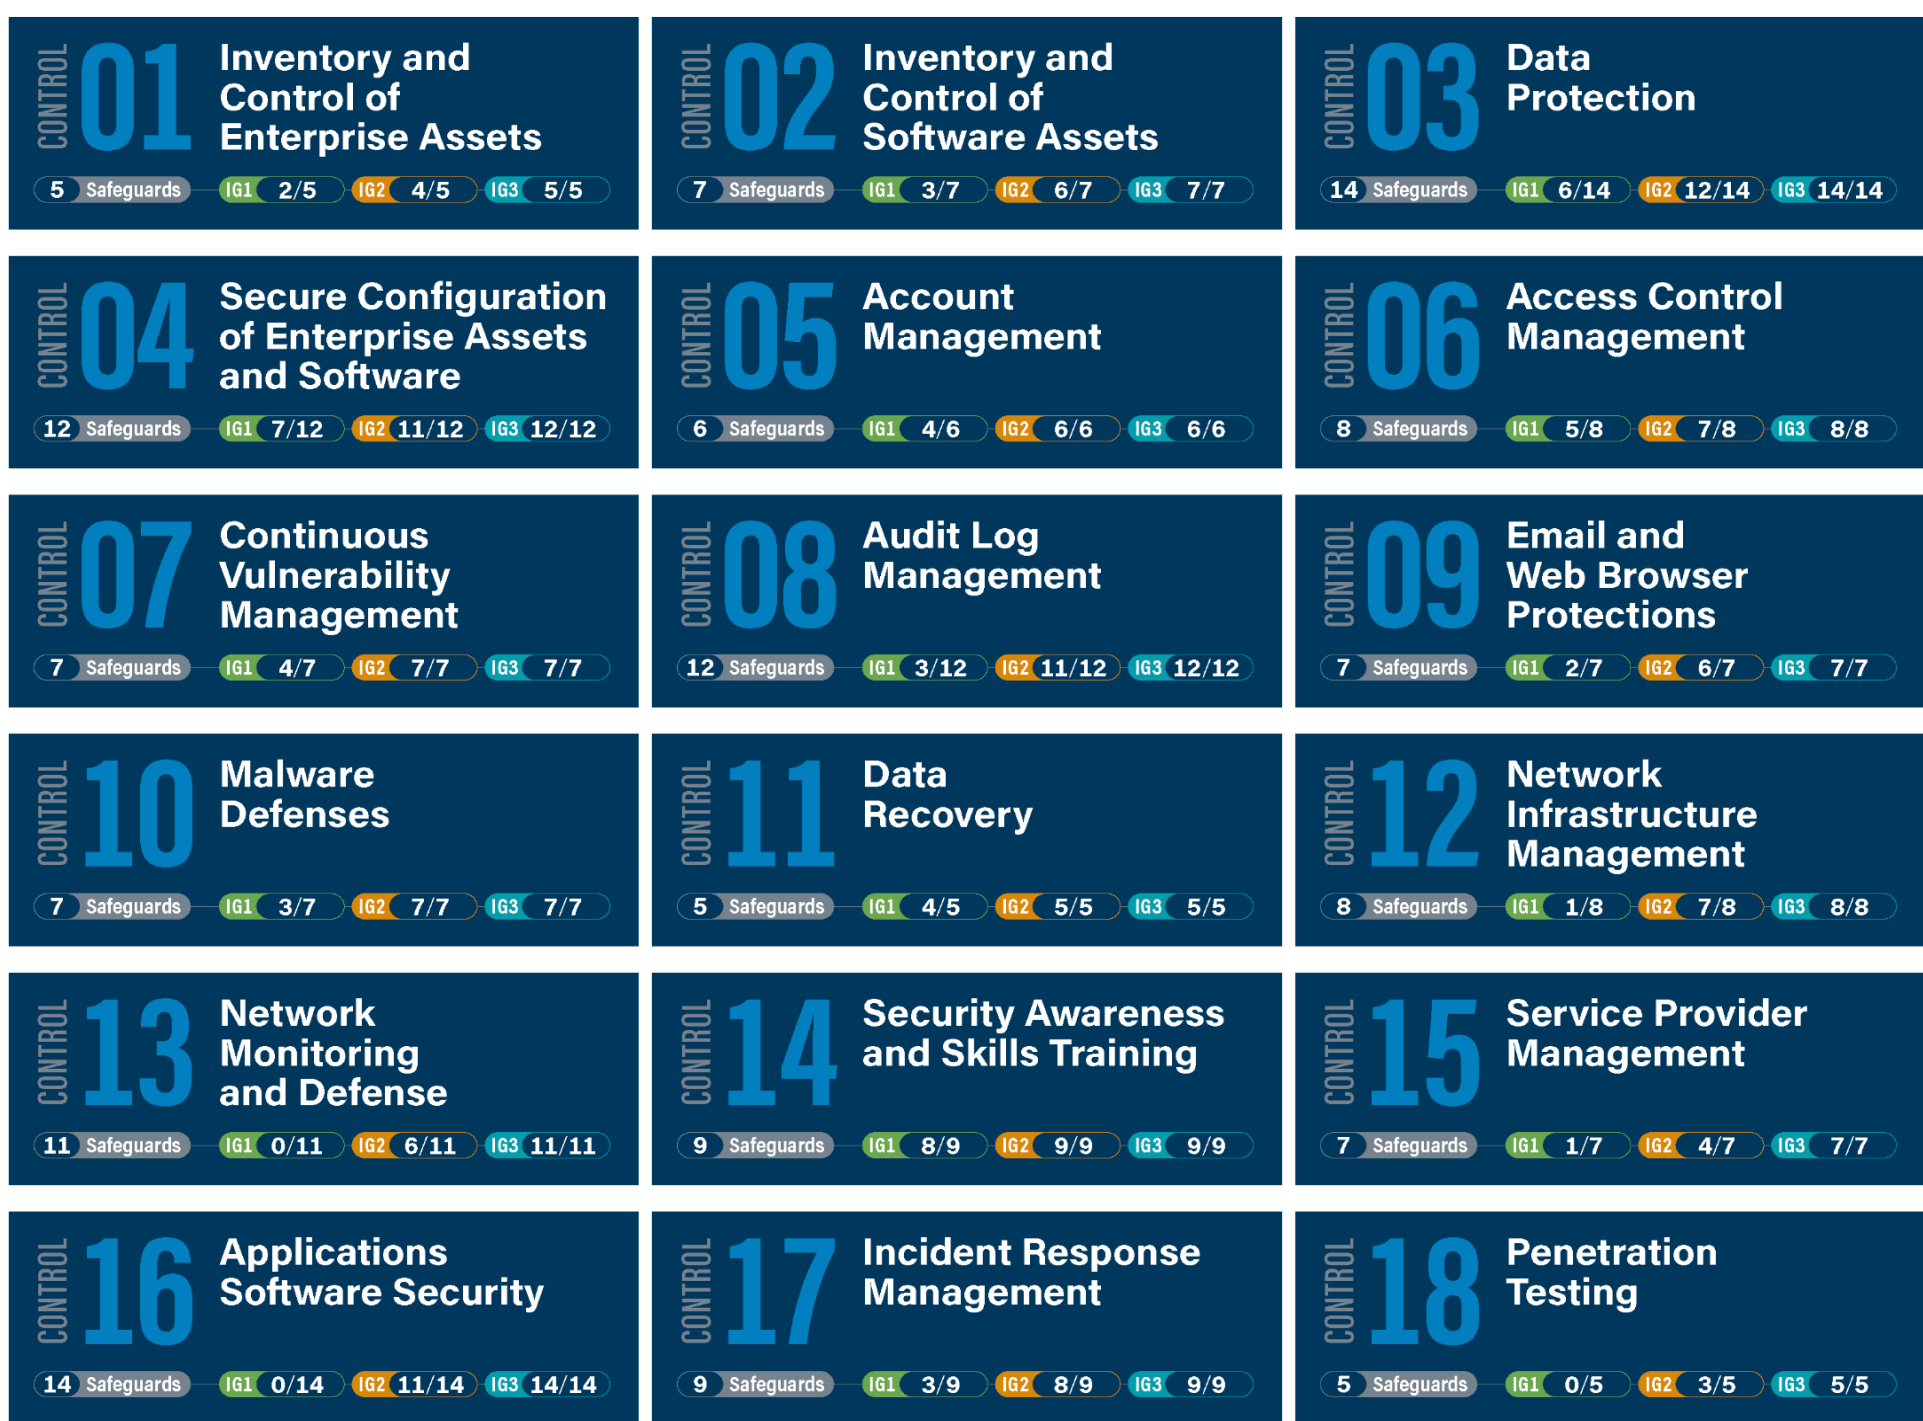 CONTROL 01 Inventory and
Control of
Enterprise Assets
5 Safeguards IG1 2/5 IG2 4/5 IG3 5/5
CONTROL 02 Inventory and
Control of
Software Assets
7 Safeguards IG1 3/7 IG2 6/7 IG3 7/7
CONTROL 03 Data
Protection
14 Safeguards IG1 6/14 IG2 12/14 IG3 14/14
CONTROL 04 Secure Configuration
of Enterprise Assets
and Software
12 Safeguards IG1 7/12 IG2 11/12 IG3 12/12
CONTROL 05 Account
Management
6 Safeguards IG1 4/6 IG2 6/6 IG3 6/6
CONTROL 06 Access Control
Management
8 Safeguards IG1 5/8 IG2 7/8 IG3 8/8
CONTROL 07 Continuous
Vulnerability
Management
7 Safeguards IG1 4/7 IG2 7/7 IG3 7/7
CONTROL 08 Audit Log
Management
12 Safeguards IG1 3/12 IG2 11/12 IG3 12/12
CONTROL 09 Email and
Web Browser
Protections
7 Safeguards IG1 2/7 IG2 6/7 IG3 7/7
CONTROL 10 Malware
Defenses
7 Safeguards IG1 3/7 IG2 7/7 IG3 7/7
CONTROL 11 Data
Recovery
5 Safeguards IG1 4/5 IG2 5/5 IG3 5/5
CONTROL 12 Network
Infrastructure
Management
8 Safeguards IG1 1/8 IG2 7/8 IG3 8/8
CONTROL 13 Network
Monitoring
and Defense
11 Safeguards IG1 0/11 IG2 6/11 IG3 11/11
CONTROL 14 Security Awareness
and Skills Training
9 Safeguards IG1 8/9 IG2 9/9 IG3 9/9
CONTROL 15 Service Provider
Management
7 Safeguards IG1 1/7 IG2 4/7 IG3 7/7
CONTROL 16 Applications
Software Security
14 Safeguards IG1 0/14 IG2 11/14 IG3 14/14
CONTROL 17 Incident Response
Management
9 Safeguards IG1 3/9 IG2 8/9 IG3 9/9
CONTROL 18 Penetration
Testing
5 Safeguards IG1 0/5 IG2 3/5 IG3 5/5